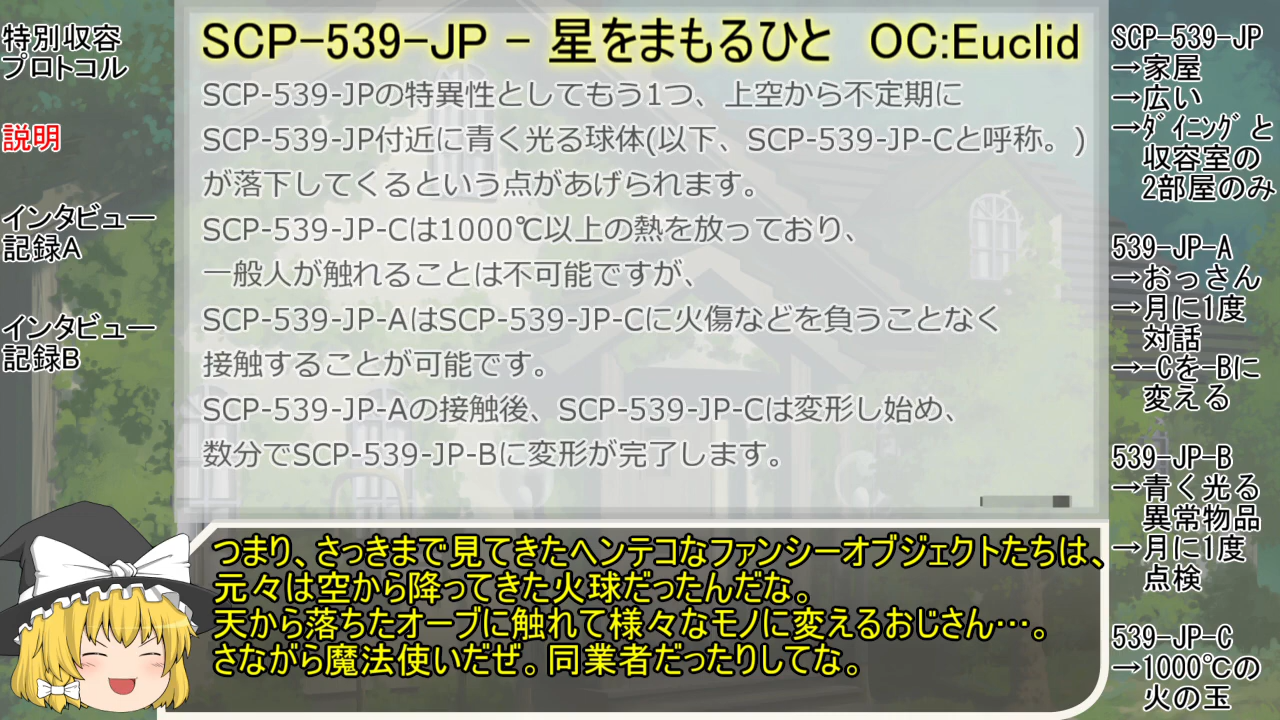 特別収容
プロトコル
説明
インタビュー
記録A
インタビュー
記録B
SCP-539-JP - 星をまもるひと OC:Euclid
SCP-539-JPの特異性としてもう1つ、上空から不定期に
SCP-539-JP付近に青く光る球体(以下、SCP-539-JP-Cと呼称。)
が落下してくるという点があげられます。
SCP-539-JP-Cは1000℃以上の熱を放っており、
一般人が触れることは不可能ですが、
SCP-539-JP-AはSCP-539-JP-Cに火傷などを負うことなく
接触することが可能です。
SCP-539-JP-Aの接触後、SCP-539-JP-Cは変形し始め、
数分でSCP-539-JP-Bに変形が完了します。
つまり、さっきまで見てきたヘンテコなファンシーオブジェクトたちは、
元々は空から降ってきた火球だったんだな。
天から落ちたオーブに触れて様々なモノに変えるおじさん…。
さながら魔法使いだぜ。同業者だったりしてな。
SCP-539-JP
→家屋
→広い
→ﾀﾞｲﾆﾝｸﾞと
収容室の
2部屋のみ
539-JP-A
→おっさん
→月に1度
対話
→-Cを-Bに
変える
539-JP-B
→青く光る
異常物品
→月に1度
点検
539-JP-C
→1000℃の
火の玉